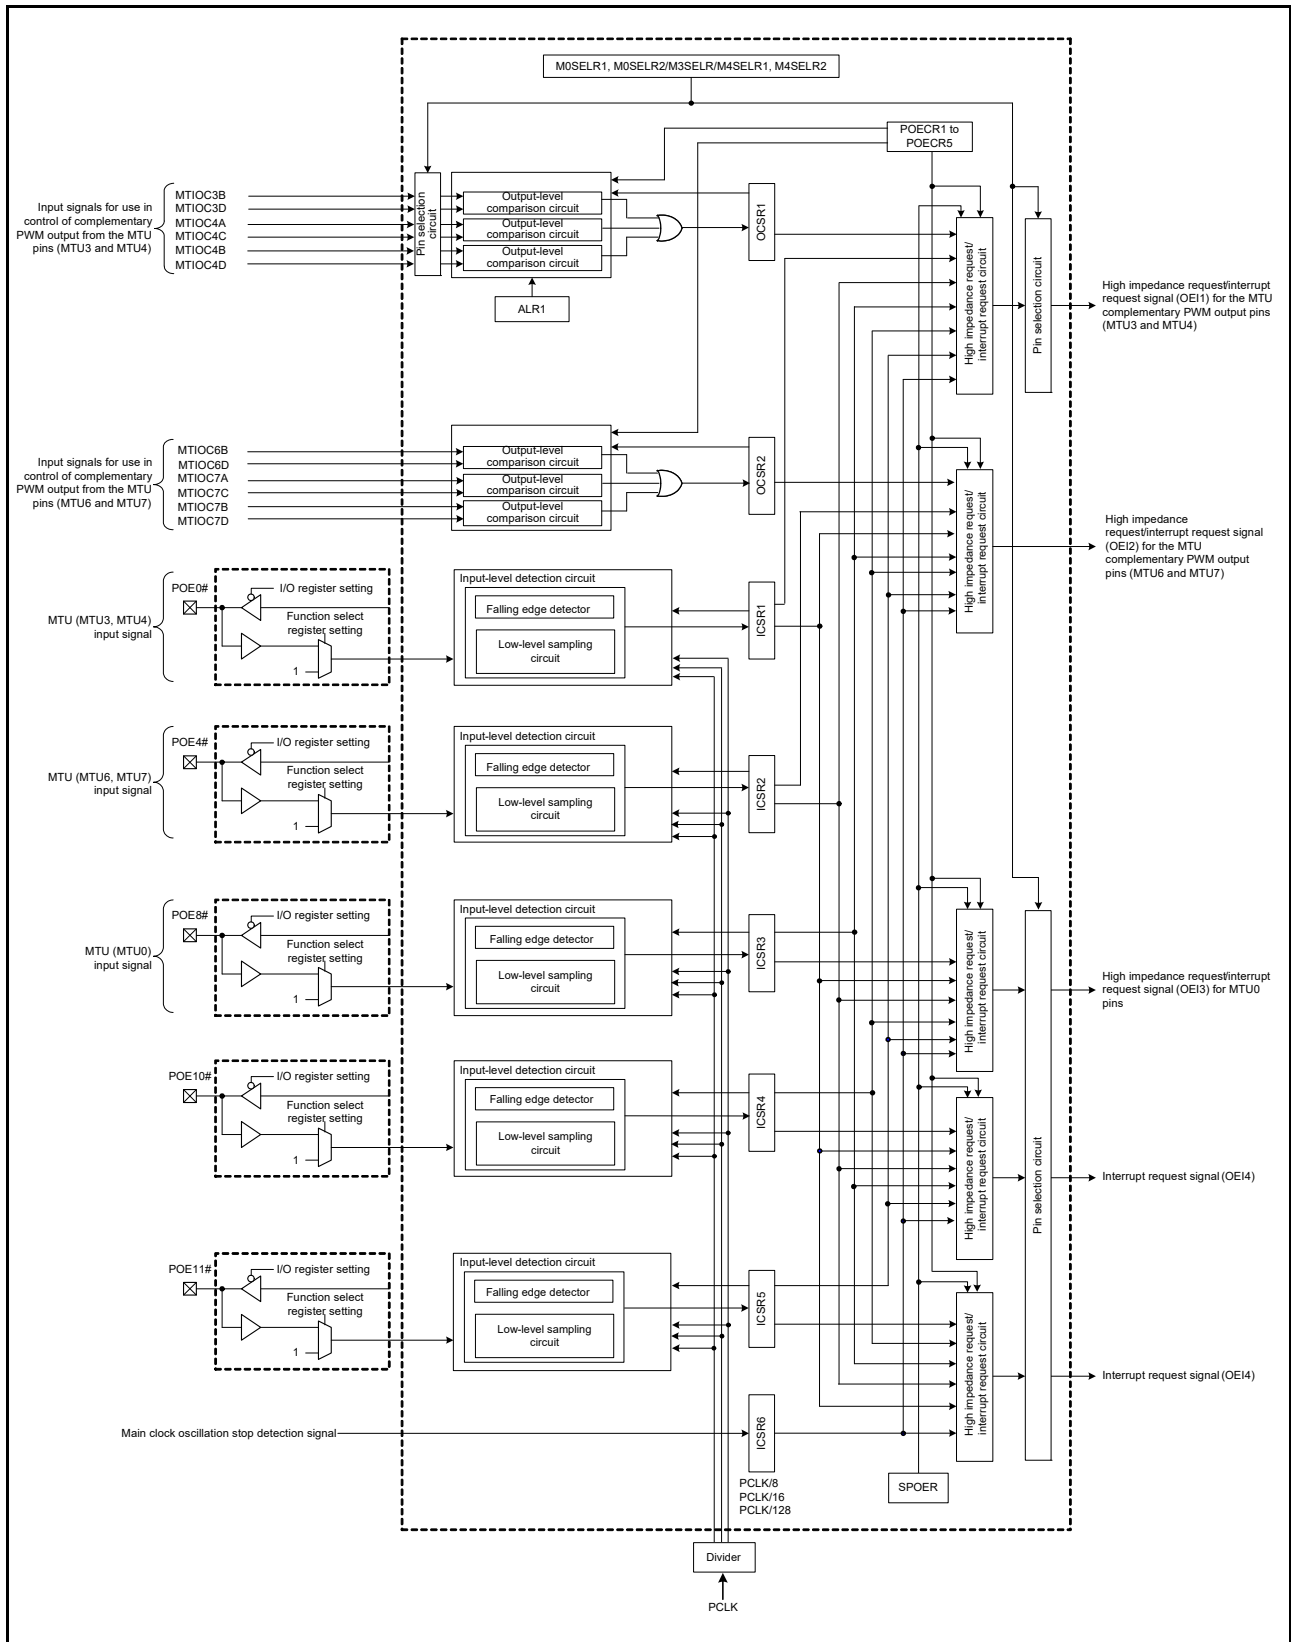 M0SELR1, M0SELR2/M3SELR/M4SELR1, M4SELR2
POECR1 to
POECR5
Input signals for use in
control of complementary
PWM output from the MTU
pins (MTU3 and MTU4)
MTIOC3B
MTIOC3D
MTIOC4A
MTIOC4C
MTIOC4B
MTIOC4D
Pin selection
circuit
Output-level
comparison circuit
Output-level
comparison circuit
Output-level
comparison circuit
ALR1
OCSR1
High impedance request/
interrupt request circuit
Pin selection circuit
High impedance request/interrupt
request signal (OEI1) for the MTU
complementary PWM output pins
(MTU3 and MTU4)
Input signals for use in
control of complementary
PWM output from the MTU
pins (MTU6 and MTU7)
MTIOC6B
MTIOC6D
MTIOC7A
MTIOC7C
MTIOC7B
MTIOC7D
Output-level
comparison circuit
Output-level
comparison circuit
Output-level
comparison circuit
OCSR2
High impedance request/
interrupt request circuit
High impedance
request/interrupt request signal
(OEI2) for the MTU
complementary PWM output
pins (MTU6 and MTU7)
MTU (MTU3, MTU4)
input signal
POE0#
I/O register setting
Function select
register setting
1
Input-level detection circuit
Falling edge detector
Low-level sampling
circuit
ICSR1
MTU (MTU6, MTU7)
input signal
POE4#
I/O register setting
Function select
register setting
1
Input-level detection circuit
Falling edge detector
Low-level sampling
circuit
ICSR2
MTU (MTU0)
input signal
POE8#
I/O register setting
Function select
register setting
1
Input-level detection circuit
Falling edge detector
Low-level sampling
circuit
ICSR3
High impedance request/
interrupt request circuit
Pin selection circuit
High impedance request/interrupt
request signal (OEI3) for MTU0
pins
POE10#
I/O register setting
Function select
register setting
1
Input-level detection circuit
Falling edge detector
Low-level sampling
circuit
ICSR4
High impedance request/
interrupt request circuit
Interrupt request signal (OEI4)
POE11#
I/O register setting
Function select
register setting
1
Input-level detection circuit
Falling edge detector
Low-level sampling
circuit
ICSR5
High impedance request/
interrupt request circuit
Interrupt request signal (OEI4)
Main clock oscillation stop detection signal
ICSR6
PCLK/8
PCLK/16
PCLK/128
SPOER
Divider
PCLK